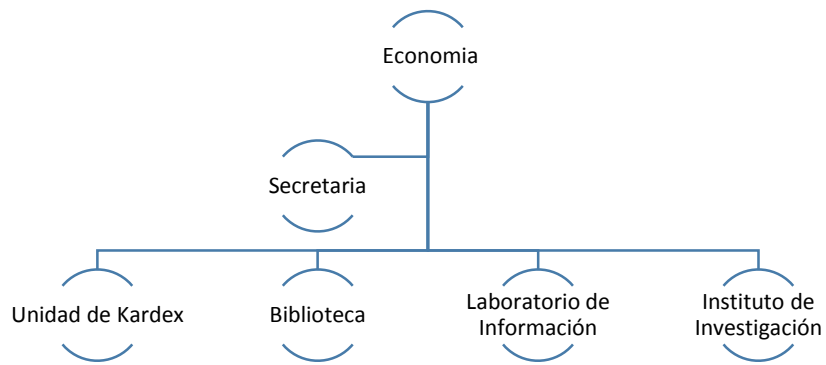 Economia
Secretaria
Unidad de Kardex
Biblioteca
Laboratorio de
Información
Instituto de
Investigación